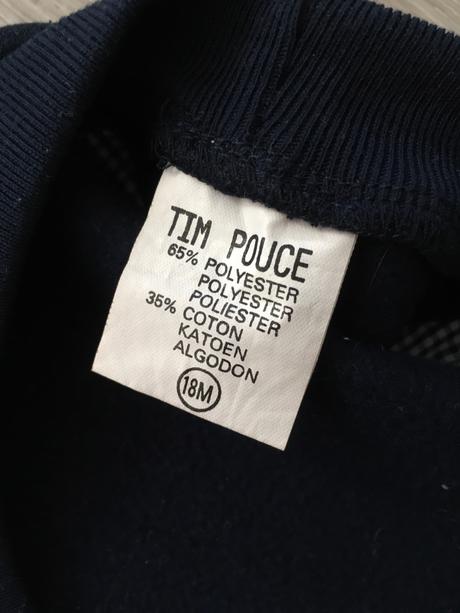 TIM POUCE
65% POLYESTER
POLYESTER
POLIESTER
35% COTON
KATOEN
ALGODON
18M